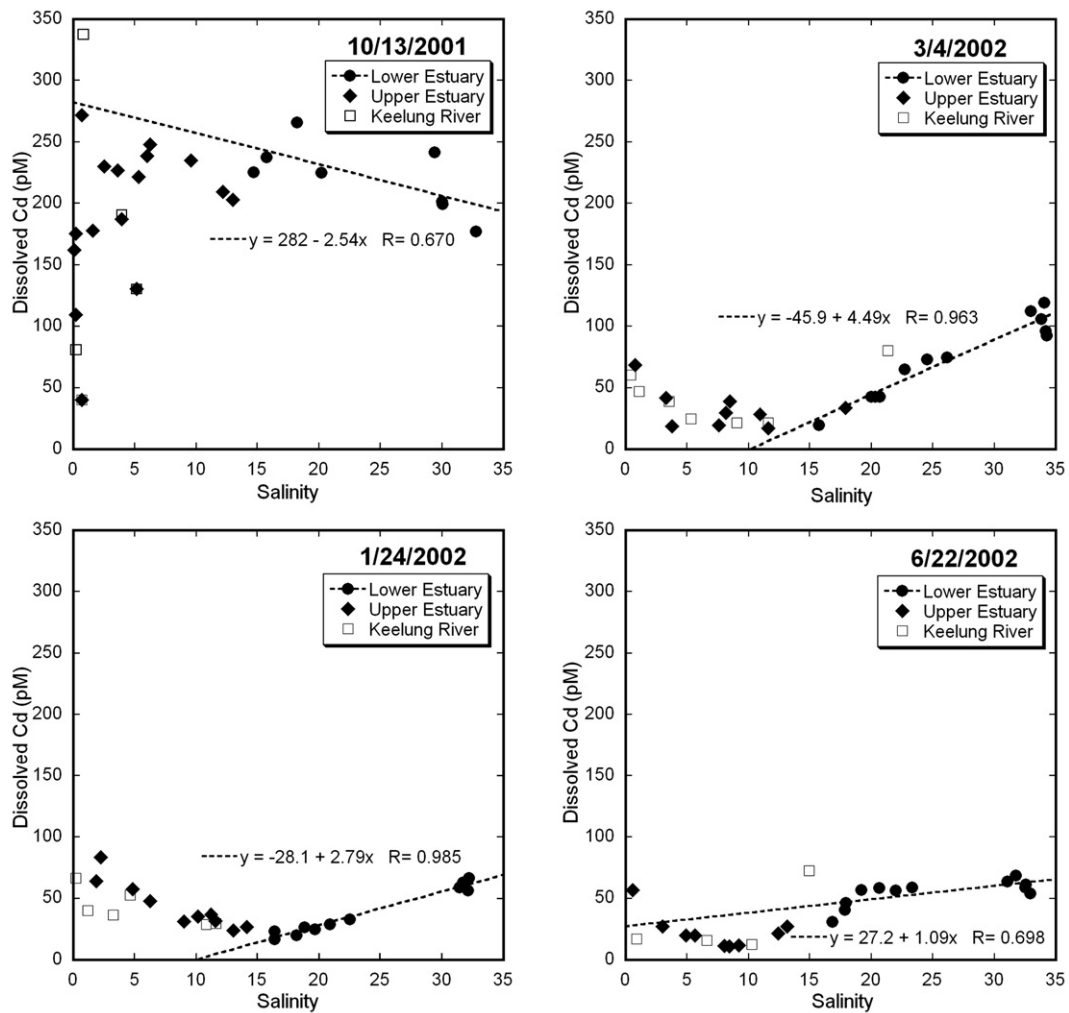 10/13/2001
Lower Estuary
Upper Estuary
Keelung River
y = 282 - 2.54x R= 0.670
Dissolved Cd (pM)
350
300
250
200
150
100
50
0
0 5 10 15 20 25 30 35
Salinity
3/4/2002
Lower Estuary
Upper Estuary
Keelung River
y = -45.9 + 4.49x R= 0.963
Dissolved Cd (pM)
350
300
250
200
150
100
50
0
0 5 10 15 20 25 30 35
Salinity
1/24/2002
Lower Estuary
Upper Estuary
Keelung River
y = -28.1 + 2.79x R= 0.985
Dissolved Cd (pM)
350
300
250
200
150
100
50
0
0 5 10 15 20 25 30 35
Salinity
6/22/2002
Lower Estuary
Upper Estuary
Keelung River
y = 27.2 + 1.09x R= 0.698
Dissolved Cd (pM)
350
300
250
200
150
100
50
0
0 5 10 15 20 25 30 35
Salinity